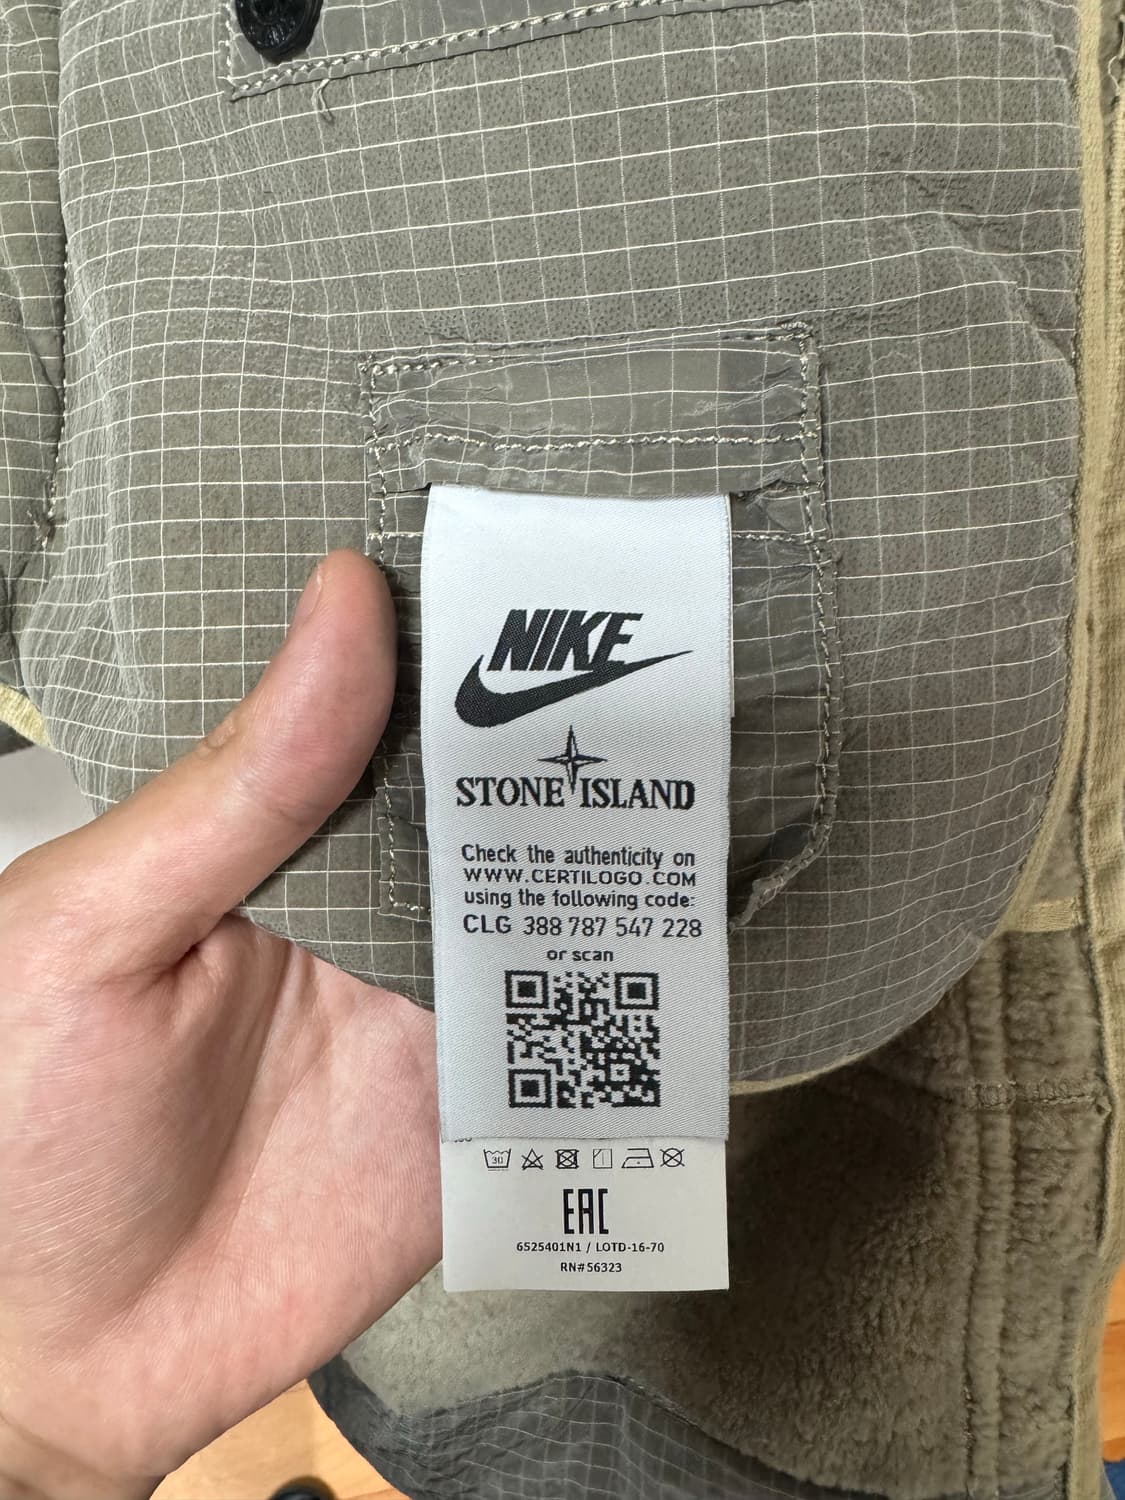 NIKE
STONE ISLAND
Check the authenticity on
WWW.CERTILOGO.COM
using the following code:
CLG 388 787 547 228
or scan
30
EAC
6525401N1 / LOTD-16-70
RN#56323